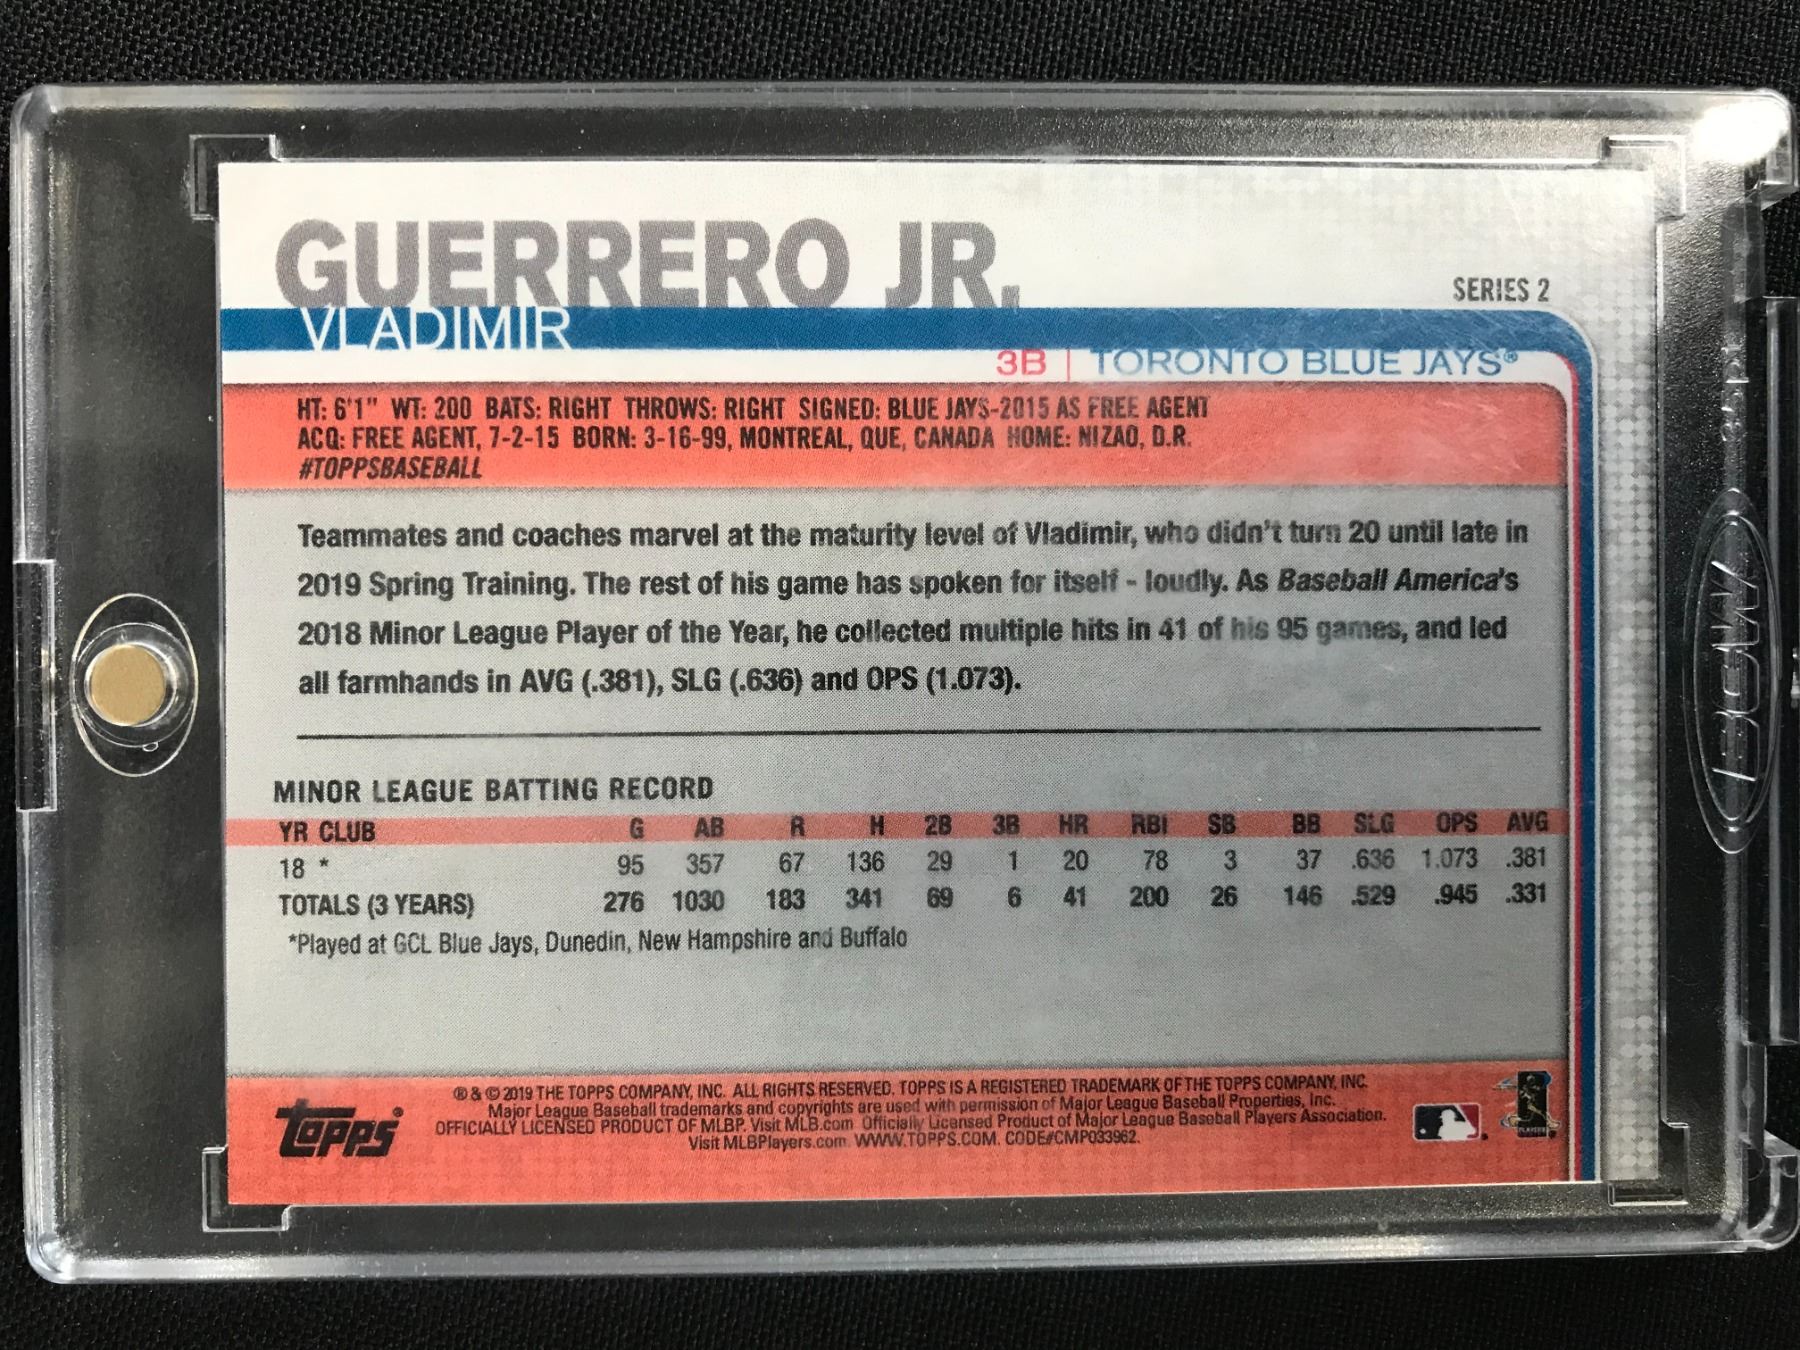 GUERRERO JR.
SERIES 2
VLADIMIR
3B | TORONTO BLUE JAYS®
HT: 6'1" WT: 200 BATS: RIGHT THROWS: RIGHT SIGNED: BLUE JAYS-2015 AS FREE AGENT
ACQ: FREE AGENT, 7-2-15 BORN: 3-16-99, MONTREAL, QUE, CANADA HOME: NIZAO, D.R.
#TOPPSBASEBALL
Teammates and coaches marvel at the maturity level of Vladimir, who didn't turn 20 until late in
2019 Spring Training. The rest of his game has spoken for itself - loudly. As Baseball America's
2018 Minor League Player of the Year, he collected multiple hits in 41 of his 95 games, and led
all farmhands in AVG (.381), SLG (.636) and OPS (1.073).
MINOR LEAGUE BATTING RECORD
YR CLUB G AB R H 2B 3B HR RBI SB BB SLG OPS AVG
18 * 95 357 67 136 29 1 20 78 3 37 .636 1.073 .381
TOTALS (3 YEARS) 276 1030 183 341 69 6 41 200 26 146 .529 .945 .331
*Played at GCL Blue Jays, Dunedin, New Hampshire and Buffalo
® & © 2019 THE TOPPS COMPANY, INC. ALL RIGHTS RESERVED. TOPPS IS A REGISTERED TRADEMARK OF THE TOPPS COMPANY, INC.
Major League Baseball trademarks and copyrights are used with permission of Major League Baseball Properties, Inc.
OFFICIALLY LICENSED PRODUCT OF MLBP. Visit MLB.com Officially Licensed Product of Major League Baseball Players Association.
Visit MLBPlayers.com. WWW.TOPPS.COM. CODE#CMP033962.
topps®
PLAYERS
BCW